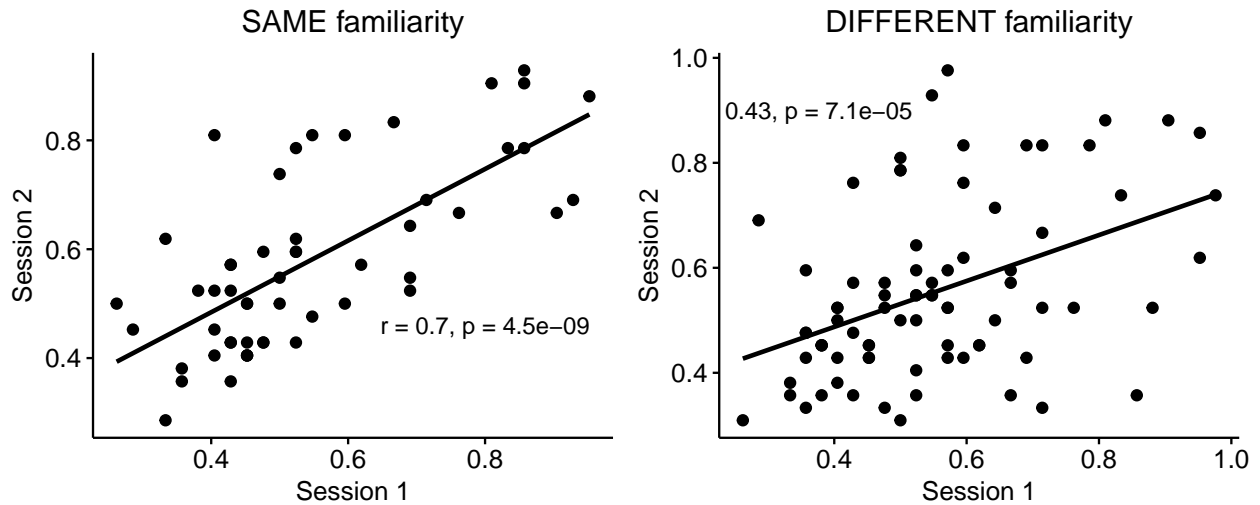 SAME familiarity
0.8
0.6
0.4
Session 2
r = 0.7, p = 4.5e−09
0.4 0.6 0.8
Session 1
DIFFERENT familiarity
1.0
0.8
0.6
0.4
Session 2
0.43, p = 7.1e−05
0.4 0.6 0.8 1.0
Session 1